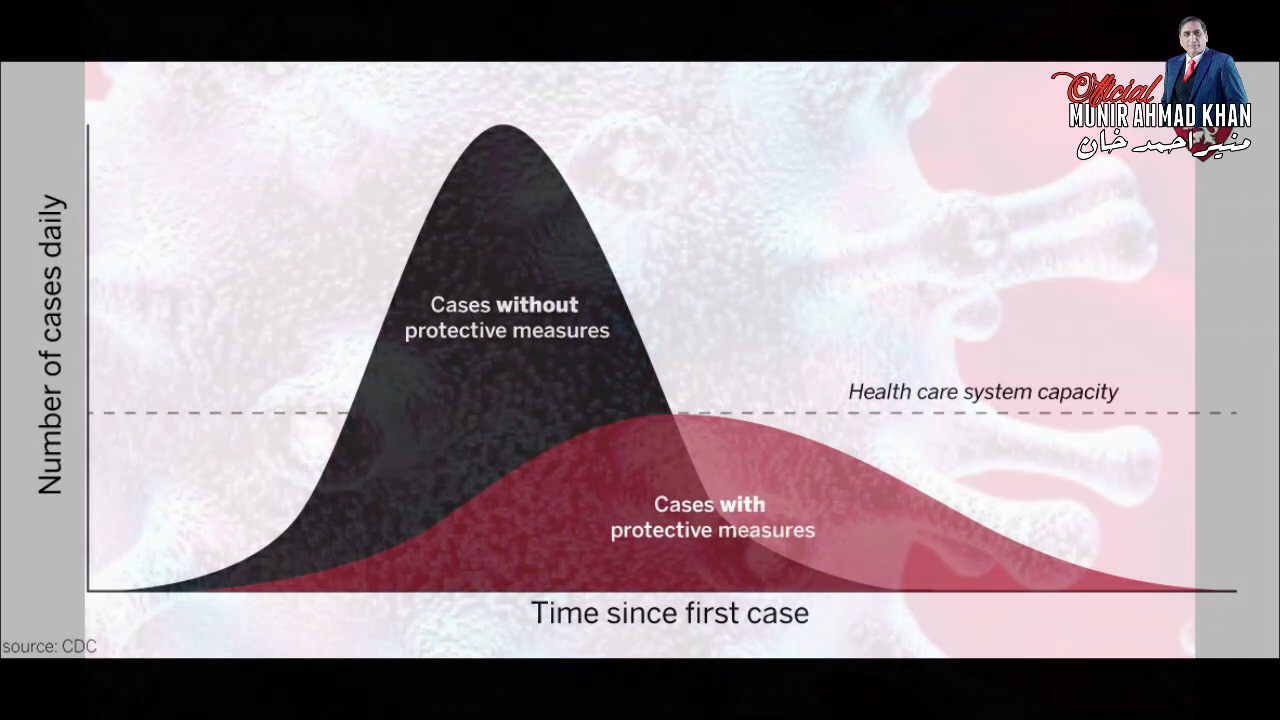 Official
MUNIR AHMAD KHAN
منیر احمد خان
Number of cases daily
Cases without
protective measures
Health care system capacity
Cases with
protective measures
Time since first case
source: CDC